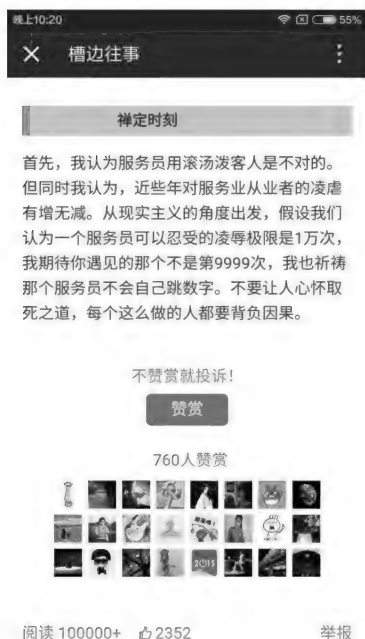 晚上10:20
55%
槽边往事
禅定时刻
首先，我认为服务员用滚汤泼客人是不对的。
但同时我认为，近些年对服务业从业者的凌虐
有增无减。从现实主义的角度出发，假设我们
认为一个服务员可以忍受的凌辱极限是1万次，
我期待你遇见的那个不是第9999次，我也祈祷
那个服务员不会自己跳数字。不要让人心怀取
死之道，每个这么做的人都要背负因果。
不赞赏就投诉！
赞赏
760人赞赏
2015
阅读 100000+ 2352 举报